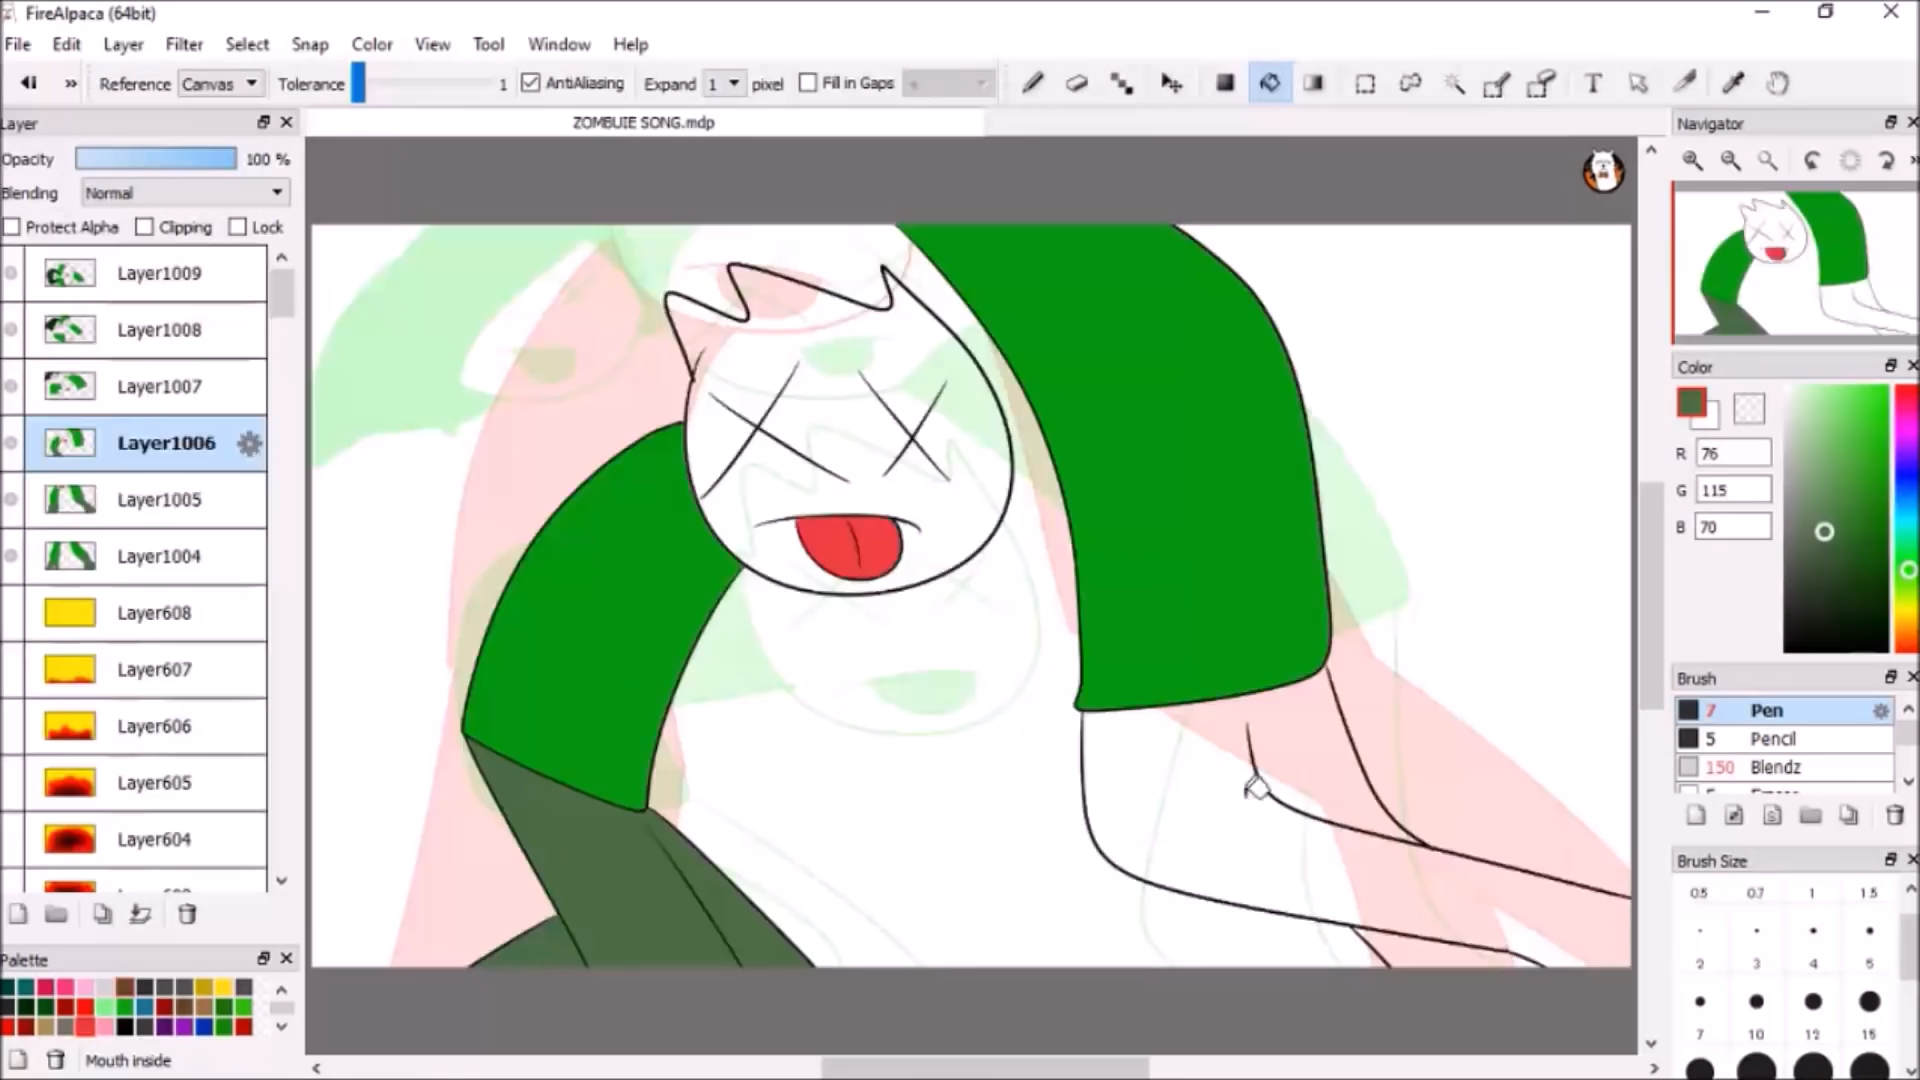 FireAlpaca (64bit)
File Edit Layer Filter Select Snap Color View Tool Window Help
Reference Canvas Tolerance 1 AntiAliasing Expand 1 pixel Fill in Gaps
Layer
ZOMBUIE SONG.mdp
Navigator
Opacity 100 %
Blending Normal
Protect Alpha Clipping Lock
Layer1009
Layer1008
Layer1007
Layer1006
Layer1005
Layer1004
Layer608
Layer607
Layer606
Layer605
Layer604
Color
R 76
G 115
B 70
Brush
7 Pen
5 Pencil
150 Blendz
Brush Size
0.5 0.7 1 1.5
2 3 4 5
7 10 12 15
Palette
Mouth inside